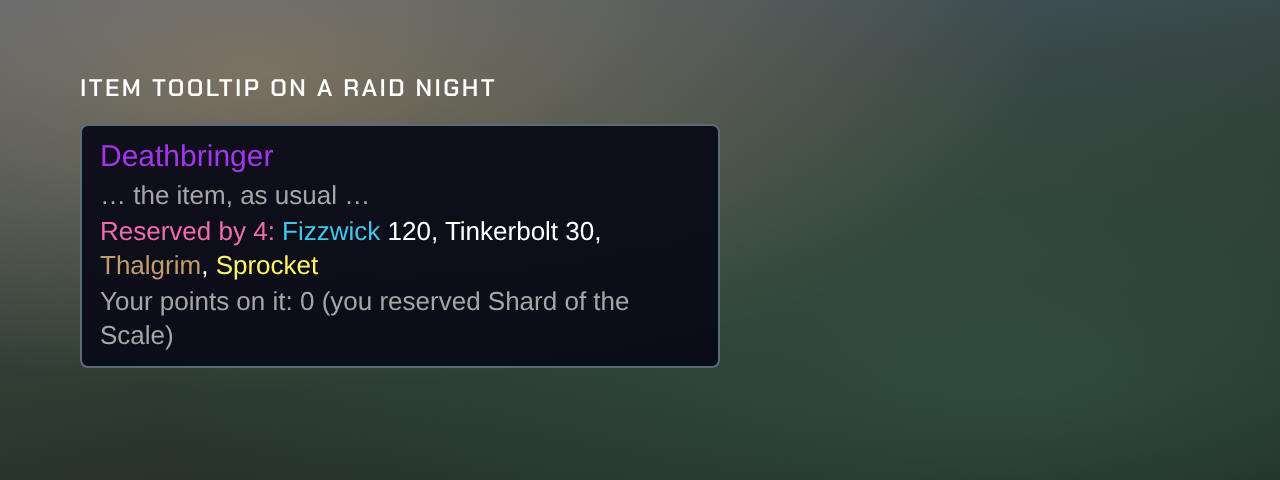 ITEM TOOLTIP ON A RAID NIGHT
Deathbringer
… the item, as usual …
Reserved by 4: Fizzwick 120, Tinkerbolt 30,
Thalgrim, Sprocket
Your points on it: 0 (you reserved Shard of the
Scale)